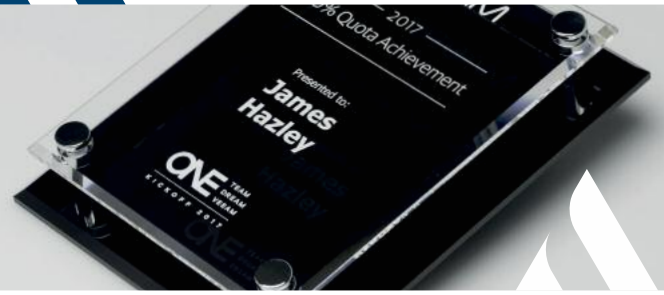 2017
% Quota Achievement
Presented to:
James
Hazley
ONE TEAM
DREAM
VEEAM
KICKOFF 2017